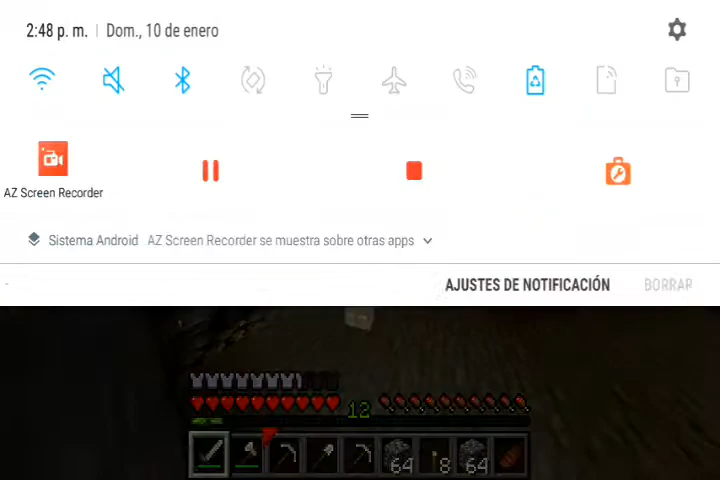 2:48 p. m. | Dom., 10 de enero
AZ Screen Recorder
Sistema Android AZ Screen Recorder se muestra sobre otras apps
AJUSTES DE NOTIFICACIÓN BORRAR
12
64 8 64